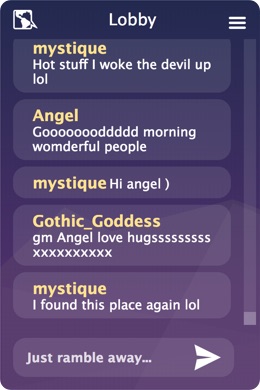 Lobby
mystique
Hot stuff I woke the devil up
lol
Angel
Goooooooddddd morning
womderful people
mystique Hi angel )
Gothic_Goddess
gm Angel love hugsssssssss
xxxxxxxxxx
mystique
I found this place again lol
Just ramble away...